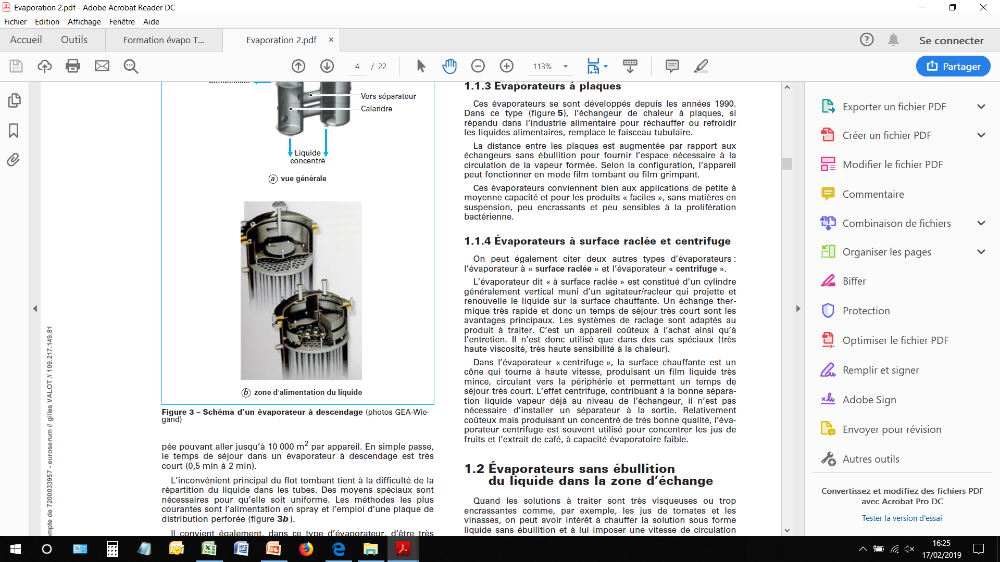 Evaporation 2.pdf - Adobe Acrobat Reader DC
Fichier Edition Affichage Fenêtre Aide
Accueil Outils Formation évapo T... Evaporation 2.pdf × Se connecter
4 / 22 113% Partager
Condensats
Vers séparateur
Calandre
Liquide
concentré
a vue générale
b zone d'alimentation du liquide
Figure 3 – Schéma d'un évaporateur à descendage (photos GEA-Wie-
gand)
pée pouvant aller jusqu'à 10 000 m2 par appareil. En simple passe,
le temps de séjour dans un évaporateur à descendage est très
court (0,5 min à 2 min).
L'inconvénient principal du flot tombant tient à la difficulté de la
répartition du liquide dans les tubes. Des moyens spéciaux sont
nécessaires pour qu'elle soit uniforme. Les méthodes les plus
courantes sont l'alimentation en spray et l'emploi d'une plaque de
distribution perforée (figure 3b).
Il convient également, dans ce type d'évaporateur, d'être très
ompte de 7200033957 - euroserum // gilles VALOT // 109.217.149.81
1.1.3 Évaporateurs à plaques
Ces évaporateurs se sont développés depuis les années 1990.
Dans ce type (figure 5), l'échangeur de chaleur à plaques, si
répandu dans l'industrie alimentaire pour réchauffer ou refroidir
les liquides alimentaires, remplace le faisceau tubulaire.
La distance entre les plaques est augmentée par rapport aux
échangeurs sans ébullition pour fournir l'espace nécessaire à la
circulation de la vapeur formée. Selon la configuration, l'appareil
peut fonctionner en mode film tombant ou film grimpant.
Ces évaporateurs conviennent bien aux applications de petite à
moyenne capacité et pour les produits « faciles », sans matières en
suspension, peu encrassants et peu sensibles à la prolifération
bactérienne.
1.1.4 Évaporateurs à surface raclée et centrifuge
On peut également citer deux autres types d'évaporateurs :
l'évaporateur à « surface raclée » et l'évaporateur « centrifuge ».
L'évaporateur dit « à surface raclée » est constitué d'un cylindre
généralement vertical muni d'un agitateur/racleur qui projette et
renouvelle le liquide sur la surface chauffante. Un échange ther-
mique très rapide et donc un temps de séjour très court sont les
avantages principaux. Les systèmes de raclage sont adaptés au
produit à traiter. C'est un appareil coûteux à l'achat ainsi qu'à
l'entretien. Il n'est donc utilisé que dans des cas spéciaux (très
haute viscosité, très haute sensibilité à la chaleur).
Dans l'évaporateur « centrifuge », la surface chauffante est un
cône qui tourne à haute vitesse, produisant un film liquide très
mince, circulant vers la périphérie et permettant un temps de
séjour très court. L'effet centrifuge, contribuant à la bonne sépara-
tion liquide vapeur déjà au niveau de l'échangeur, il n'est pas
nécessaire d'installer un séparateur à la sortie. Relativement
coûteux mais produisant un concentré de très bonne qualité, l'éva-
porateur centrifuge est souvent utilisé pour concentrer les jus de
fruits et l'extrait de café, à capacité évaporatoire faible.
1.2 Évaporateurs sans ébullition
du liquide dans la zone d'échange
Quand les solutions à traiter sont très visqueuses ou trop
encrassantes comme, par exemple, les jus de tomates et les
vinasses, on peut avoir intérêt à chauffer la solution sous forme
liquide sans ébullition et à lui imposer une vitesse de circulation
Exporter un fichier PDF
Créer un fichier PDF
Modifier le fichier PDF
Commentaire
Combinaison de fichiers
Organiser les pages
Biffer
Protection
Optimiser le fichier PDF
Remplir et signer
Adobe Sign
Envoyer pour révision
Autres outils
Convertissez et modifiez des fichiers PDF
avec Acrobat Pro DC
Tester la version d'essai
16:25
17/02/2019